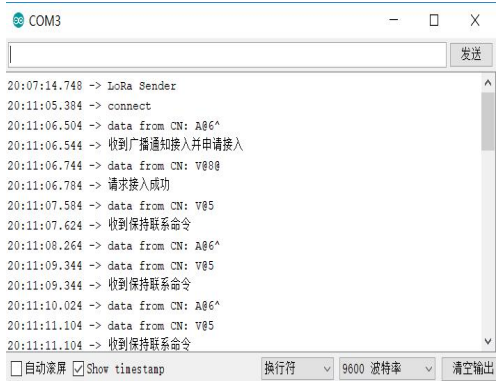 COM3
发送
20:07:14.748 -> LoRa Sender
20:11:05.384 -> connect
20:11:06.504 -> data from CN: A@6^
20:11:06.544 -> 收到广播通知接入并申请接入
20:11:06.744 -> data from CN: V@8@
20:11:06.784 -> 请求接入成功
20:11:07.584 -> data from CN: V@5
20:11:07.624 -> 收到保持联系命令
20:11:08.264 -> data from CN: A@6^
20:11:09.344 -> data from CN: V@5
20:11:09.344 -> 收到保持联系命令
20:11:10.024 -> data from CN: A@6^
20:11:11.104 -> data from CN: V@5
20:11:11.104 -> 收到保持联系命令
自动滚屏 Show timestamp 换行符 9600 波特率 清空输出